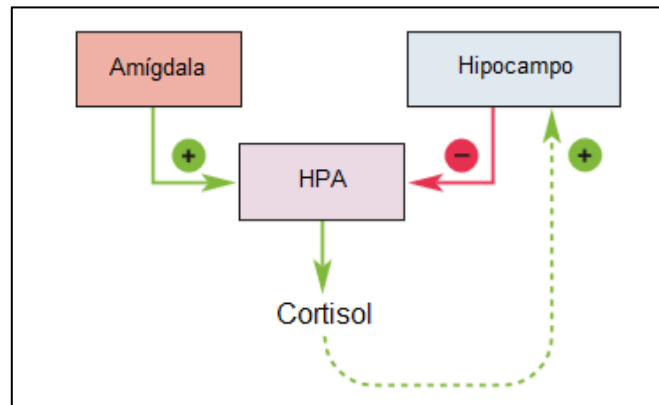 Amígdala
Hipocampo
+
−
+
HPA
Cortisol